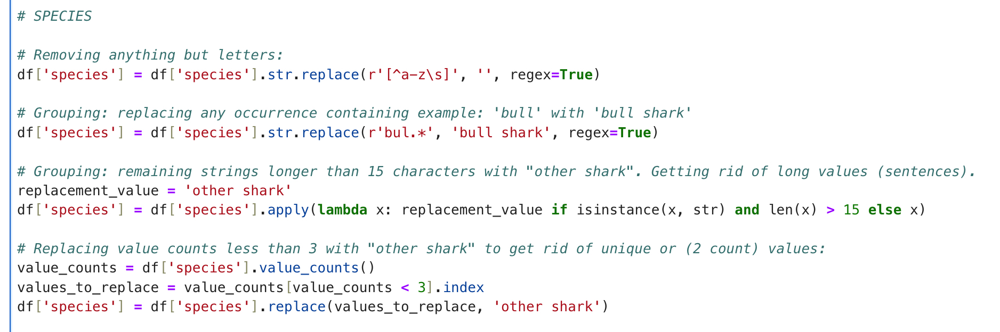 # SPECIES
# Removing anything but letters:
df['species'] = df['species'].str.replace(r'[^a-z\s]', '', regex=True)
# Grouping: replacing any occurrence containing example: 'bull' with 'bull shark'
df['species'] = df['species'].str.replace(r'bul.*', 'bull shark', regex=True)
# Grouping: remaining strings longer than 15 characters with "other shark". Getting rid of long values (sentences).
replacement_value = 'other shark'
df['species'] = df['species'].apply(lambda x: replacement_value if isinstance(x, str) and len(x) > 15 else x)
# Replacing value counts less than 3 with "other shark" to get rid of unique or (2 count) values:
value_counts = df['species'].value_counts()
values_to_replace = value_counts[value_counts < 3].index
df['species'] = df['species'].replace(values_to_replace, 'other shark')